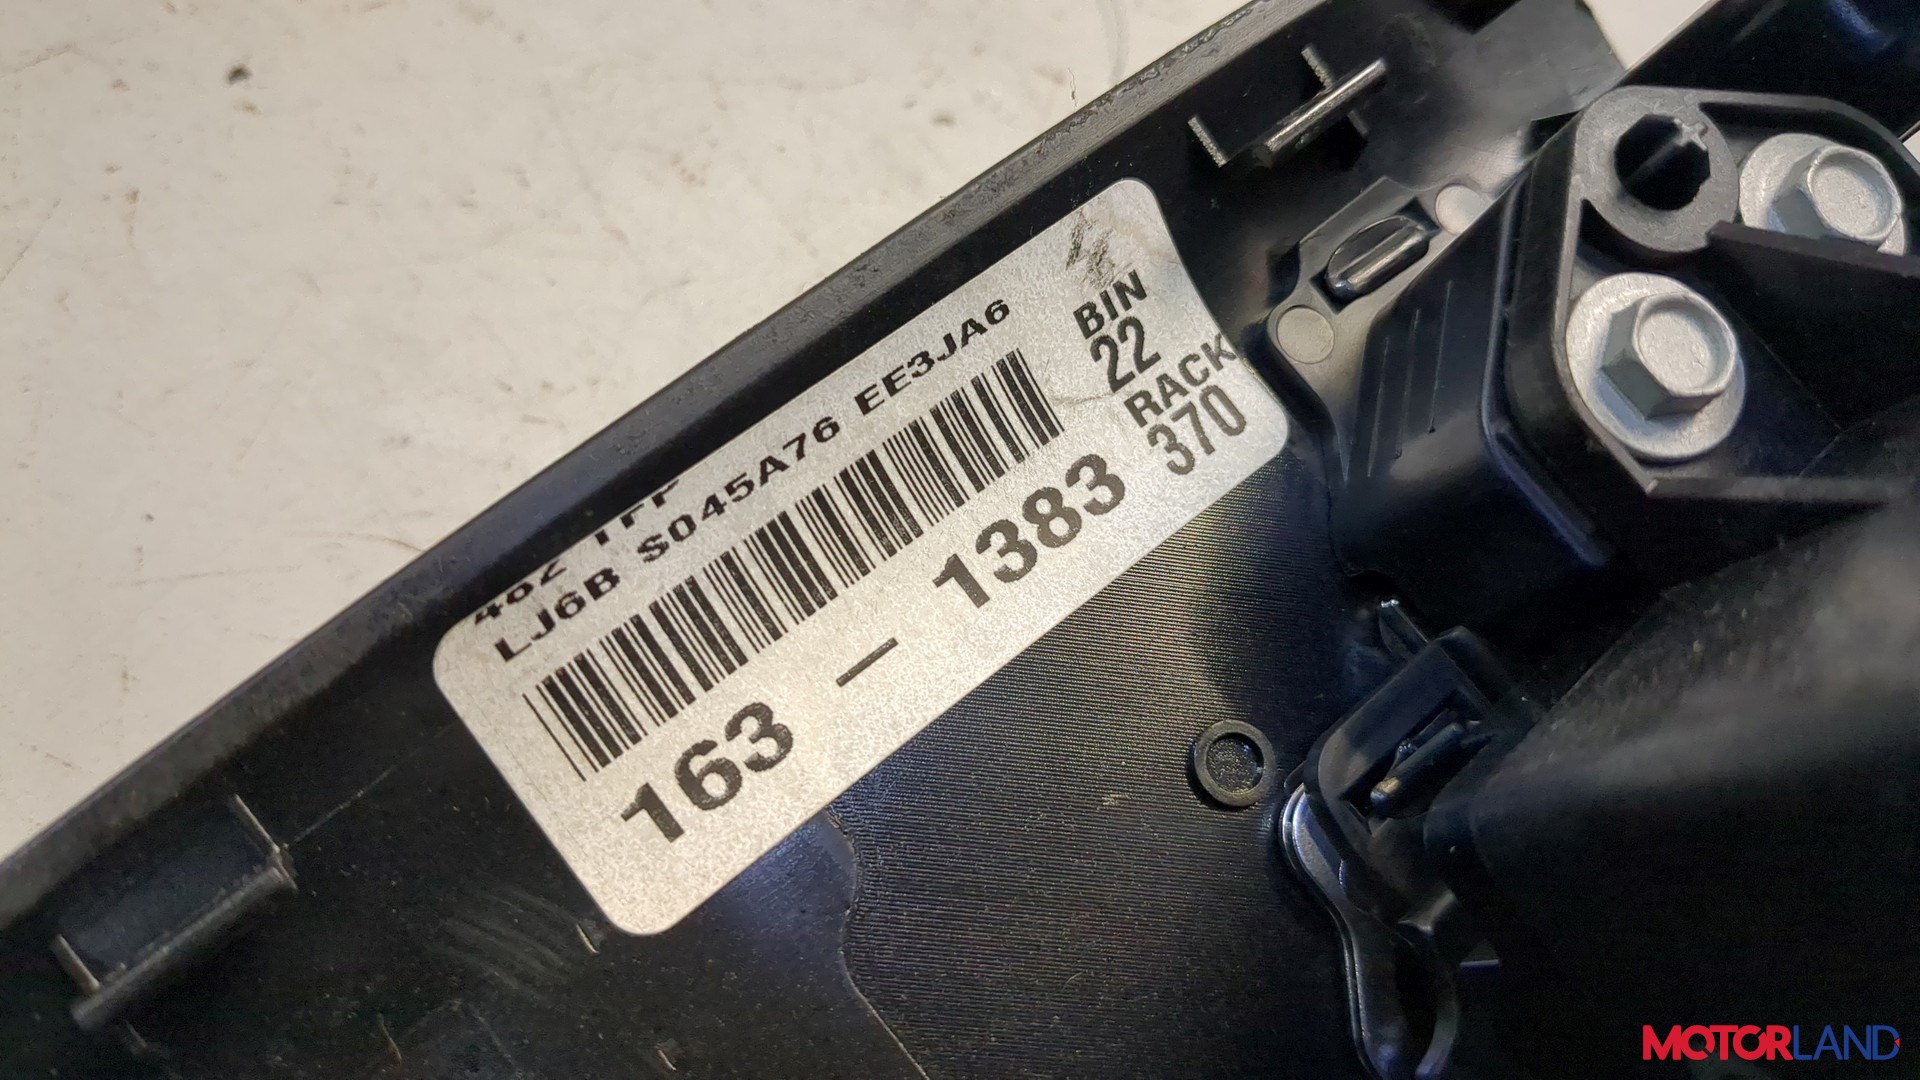 LJ6B S045A76 EE3JA6
163 - 1383
BIN
22
RACK
370
MOTORLAND